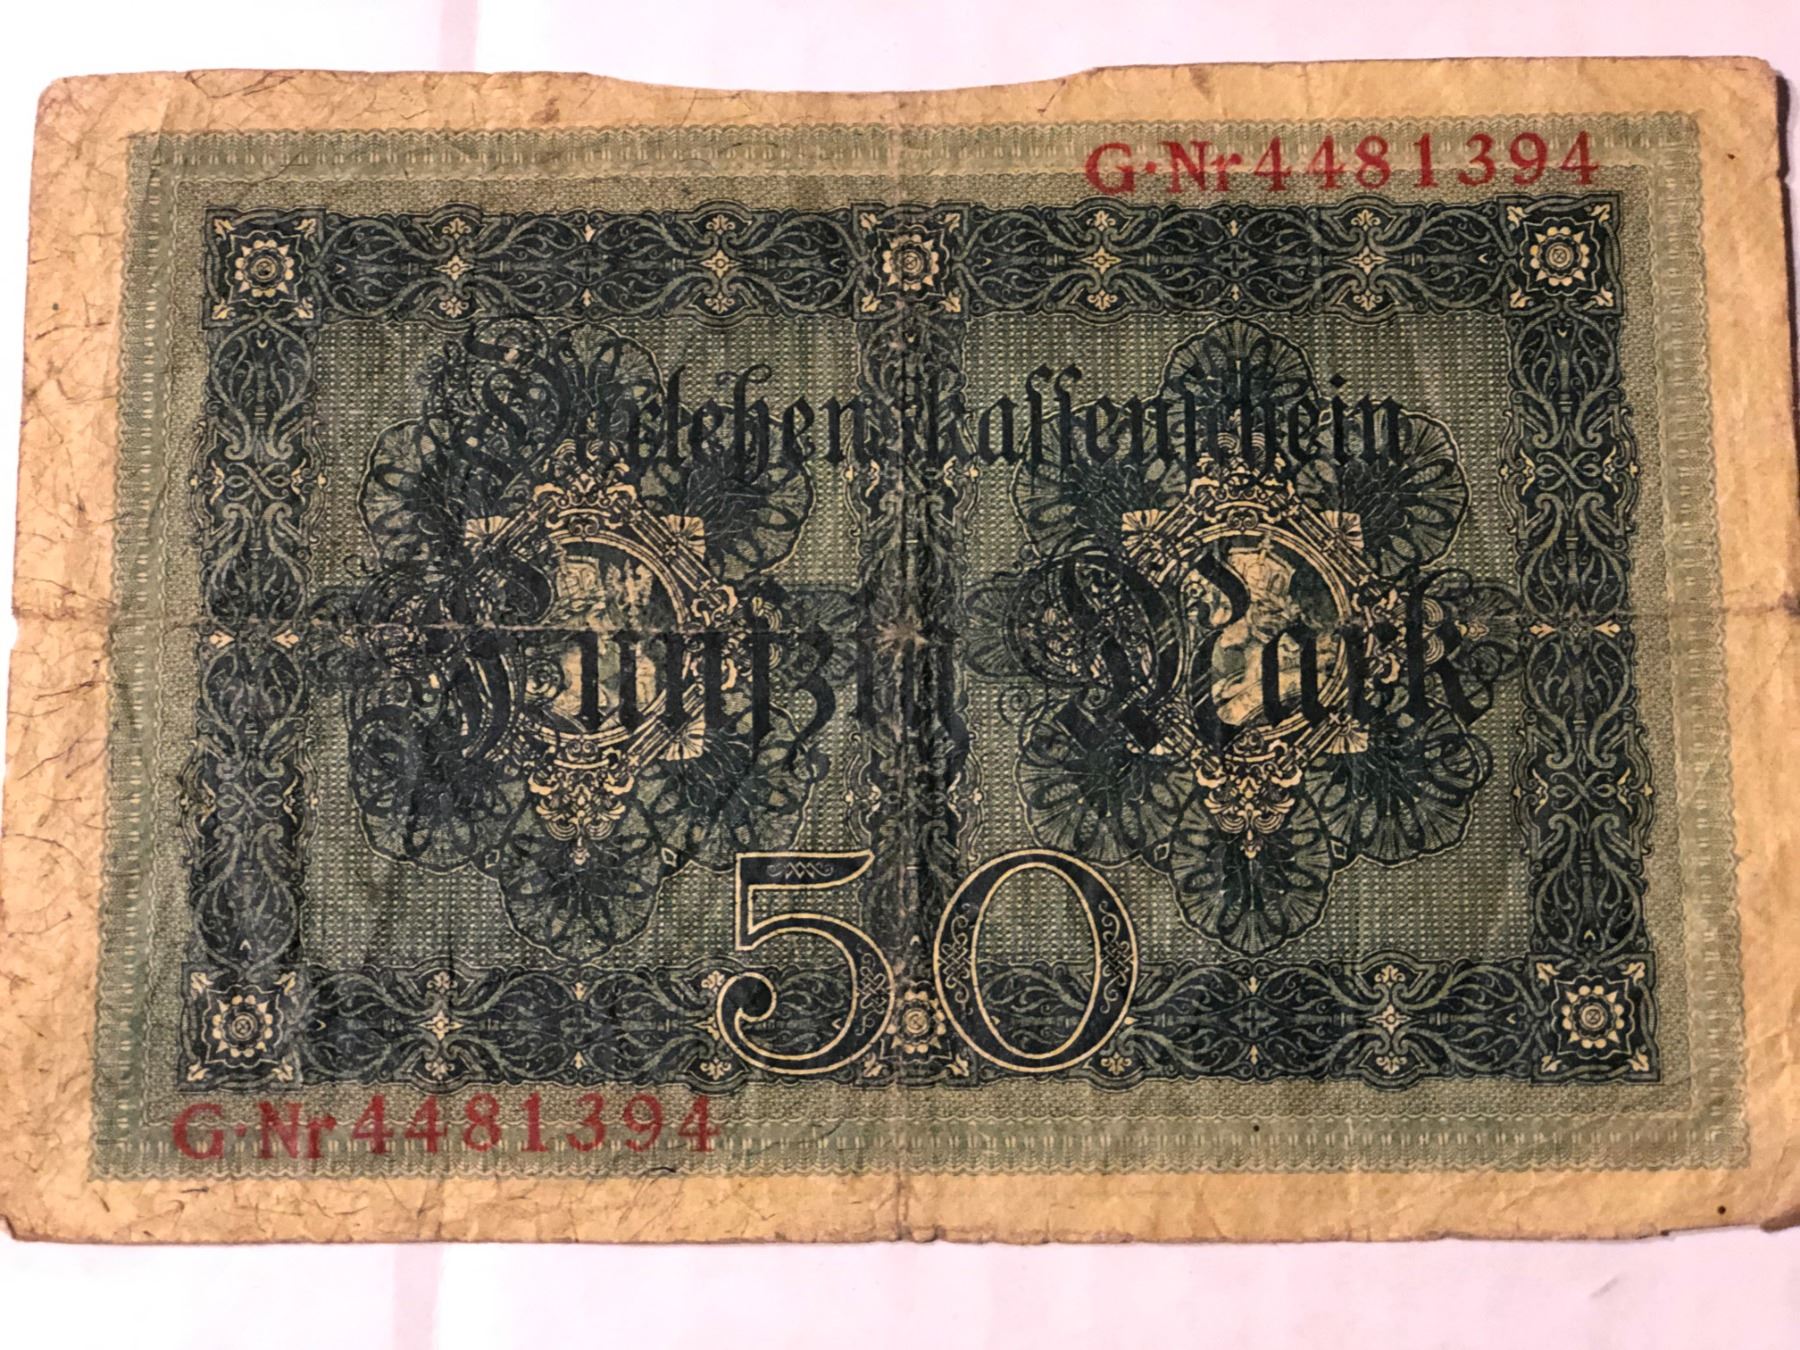 G·Nr4481394
Darlehenskaſſenſchein
Fünfzig Mark
50
G·Nr4481394